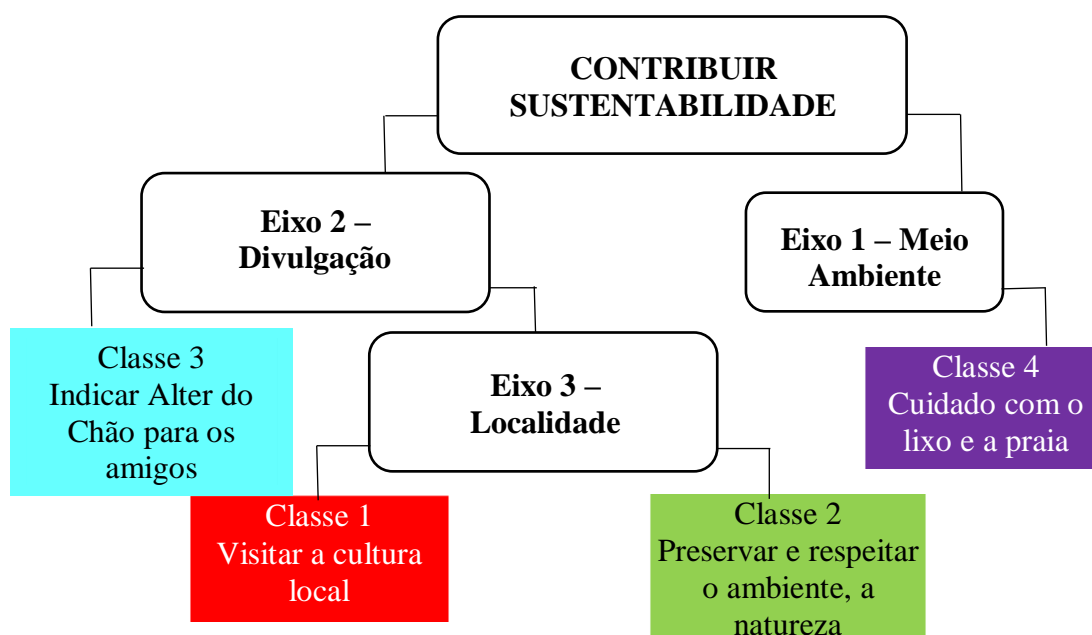 CONTRIBUIR
SUSTENTABILIDADE
Eixo 2 –
Divulgação
Eixo 1 – Meio
Ambiente
Classe 3
Indicar Alter do
Chão para os
amigos
Eixo 3 –
Localidade
Classe 4
Cuidado com o
lixo e a praia
Classe 1
Visitar a cultura
local
Classe 2
Preservar e respeitar
o ambiente, a
natureza